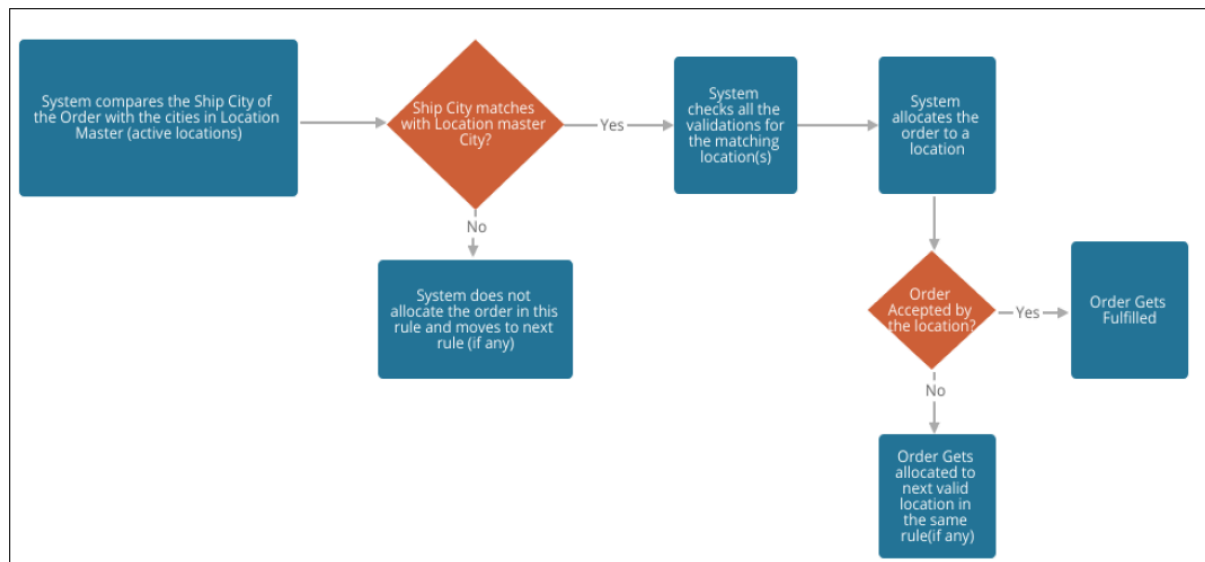 System compares the Ship City of
the Order with the cities in Location
Master (active locations)
Ship City matches
with Location master
City?
Yes
System
checks all the
validations for
the matching
location(s)
System
allocates the
order to a
location
No
System does not
allocate the order in this
rule and moves to next
rule (if any)
Order
Accepted by
the location?
Yes
Order Gets
Fulfilled
No
Order Gets
allocated to
next valid
location in
the same
rule(if any)